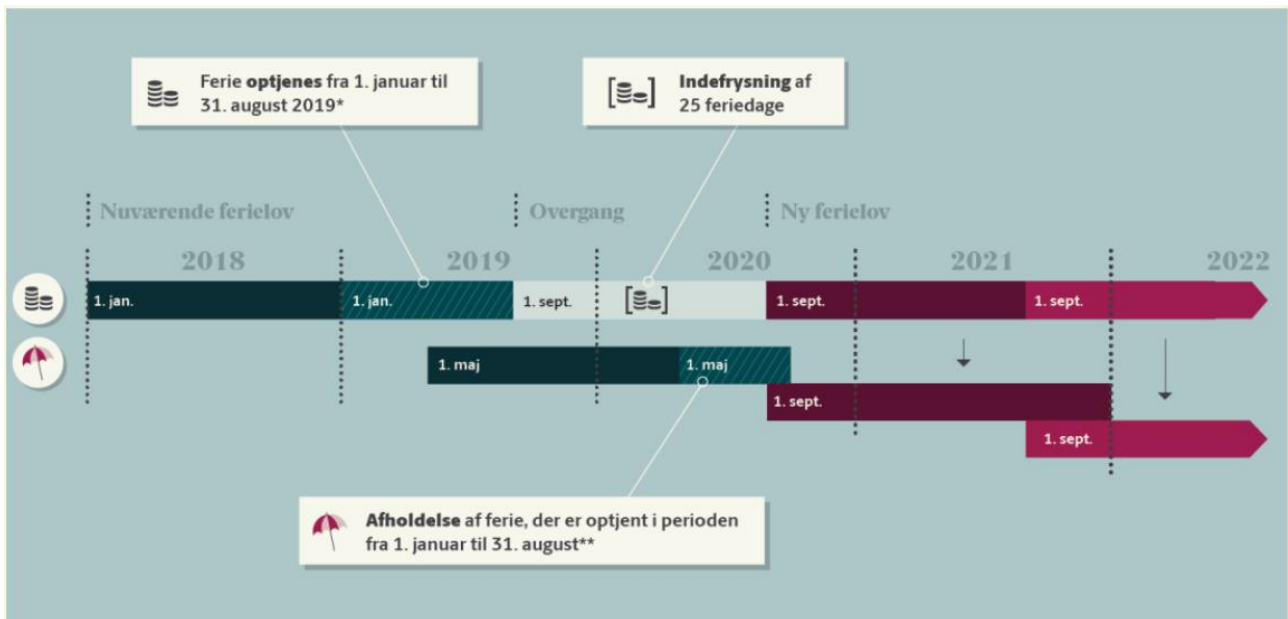 Ferie optjenes fra 1. januar til
31. august 2019*
Indefrysning af
25 feriedage
Nuværende ferielov
Overgang
Ny ferielov
2018
2019
2020
2021
2022
1. jan.
1. jan.
1. sept.
1. sept.
1. sept.
1. maj
1. maj
1. sept.
1. sept.
Afholdelse af ferie, der er optjent i perioden
fra 1. januar til 31. august**